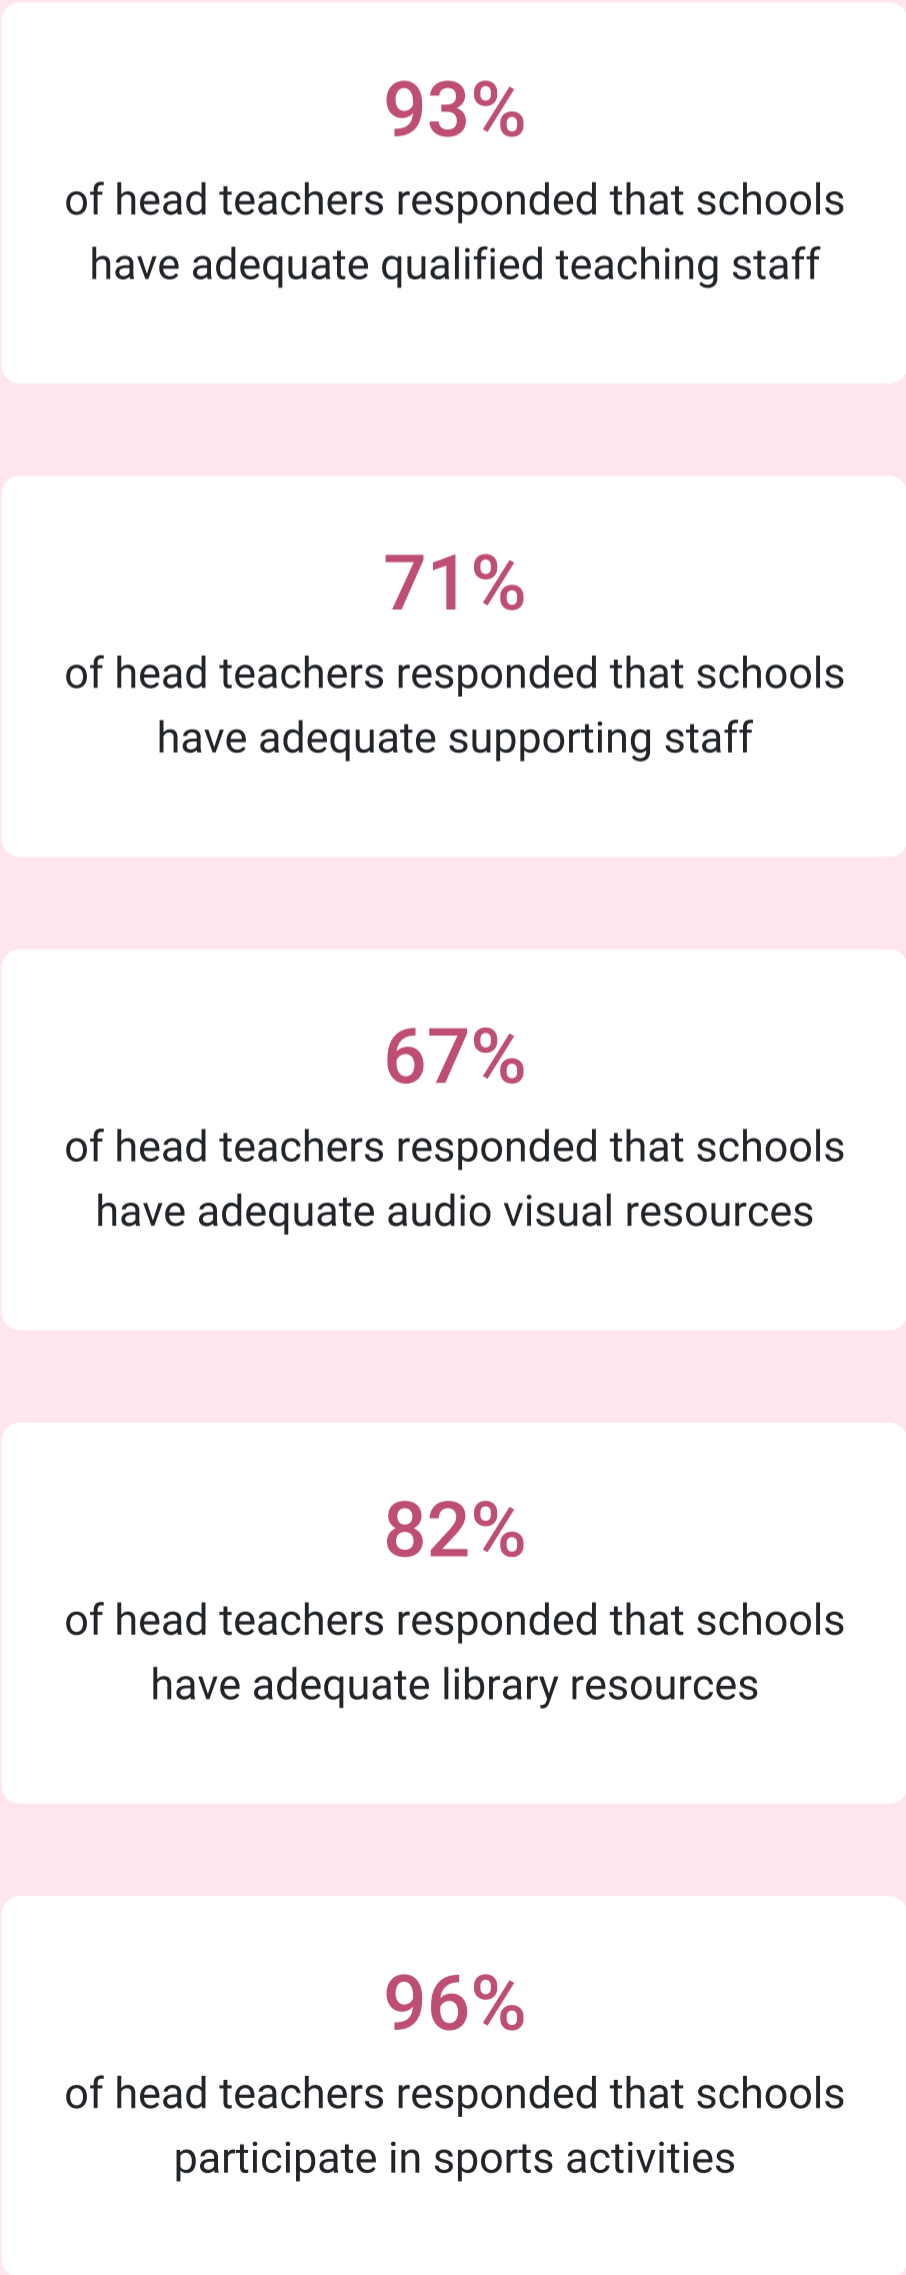 93%
of head teachers responded that schools
have adequate qualified teaching staff
71%
of head teachers responded that schools
have adequate supporting staff
67%
of head teachers responded that schools
have adequate audio visual resources
82%
of head teachers responded that schools
have adequate library resources
96%
of head teachers responded that schools
participate in sports activities